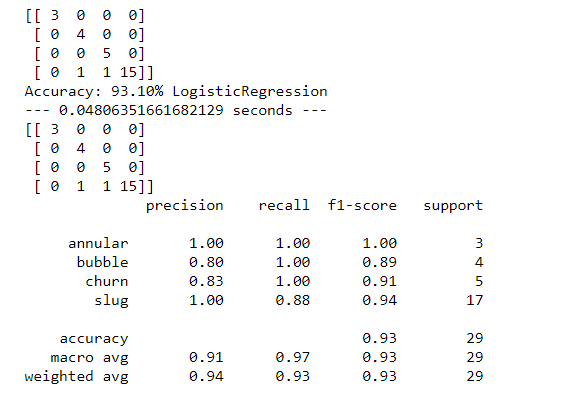 [[ 3  0  0  0]
 [ 0  4  0  0]
 [ 0  0  5  0]
 [ 0  1  1 15]]
Accuracy: 93.10% LogisticRegression
--- 0.04806351661682129 seconds ---
[[ 3  0  0  0]
 [ 0  4  0  0]
 [ 0  0  5  0]
 [ 0  1  1 15]]
              precision    recall  f1-score   support

     annular       1.00      1.00      1.00         3
      bubble       0.80      1.00      0.89         4
       churn       0.83      1.00      0.91         5
        slug       1.00      0.88      0.94        17

    accuracy                           0.93        29
   macro avg       0.91      0.97      0.93        29
weighted avg       0.94      0.93      0.93        29